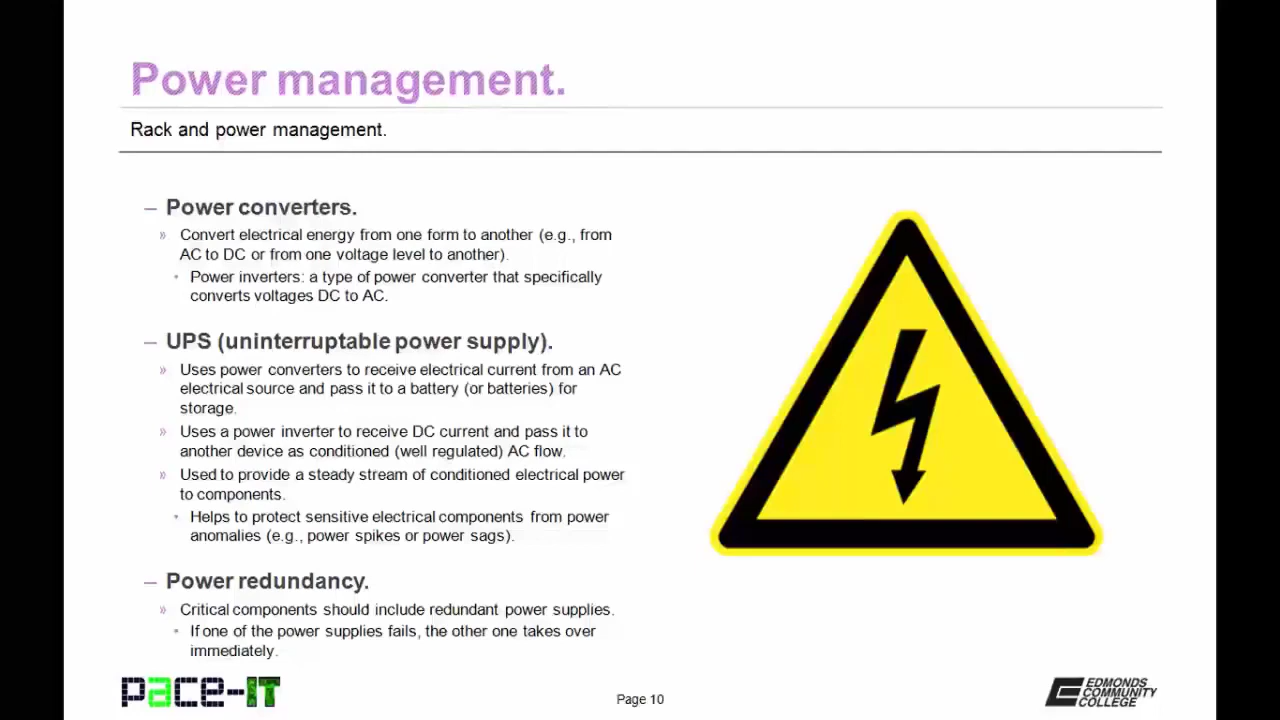 Power management.
Rack and power management.
– Power converters.
» Convert electrical energy from one form to another (e.g., from
AC to DC or from one voltage level to another).
• Power inverters: a type of power converter that specifically
converts voltages DC to AC.
– UPS (uninterruptable power supply).
» Uses power converters to receive electrical current from an AC
electrical source and pass it to a battery (or batteries) for
storage.
» Uses a power inverter to receive DC current and pass it to
another device as conditioned (well regulated) AC flow.
» Used to provide a steady stream of conditioned electrical power
to components.
• Helps to protect sensitive electrical components from power
anomalies (e.g., power spikes or power sags).
– Power redundancy.
» Critical components should include redundant power supplies.
• If one of the power supplies fails, the other one takes over
immediately.
pace-IT
Page 10
EDMONDS
COMMUNITY
COLLEGE